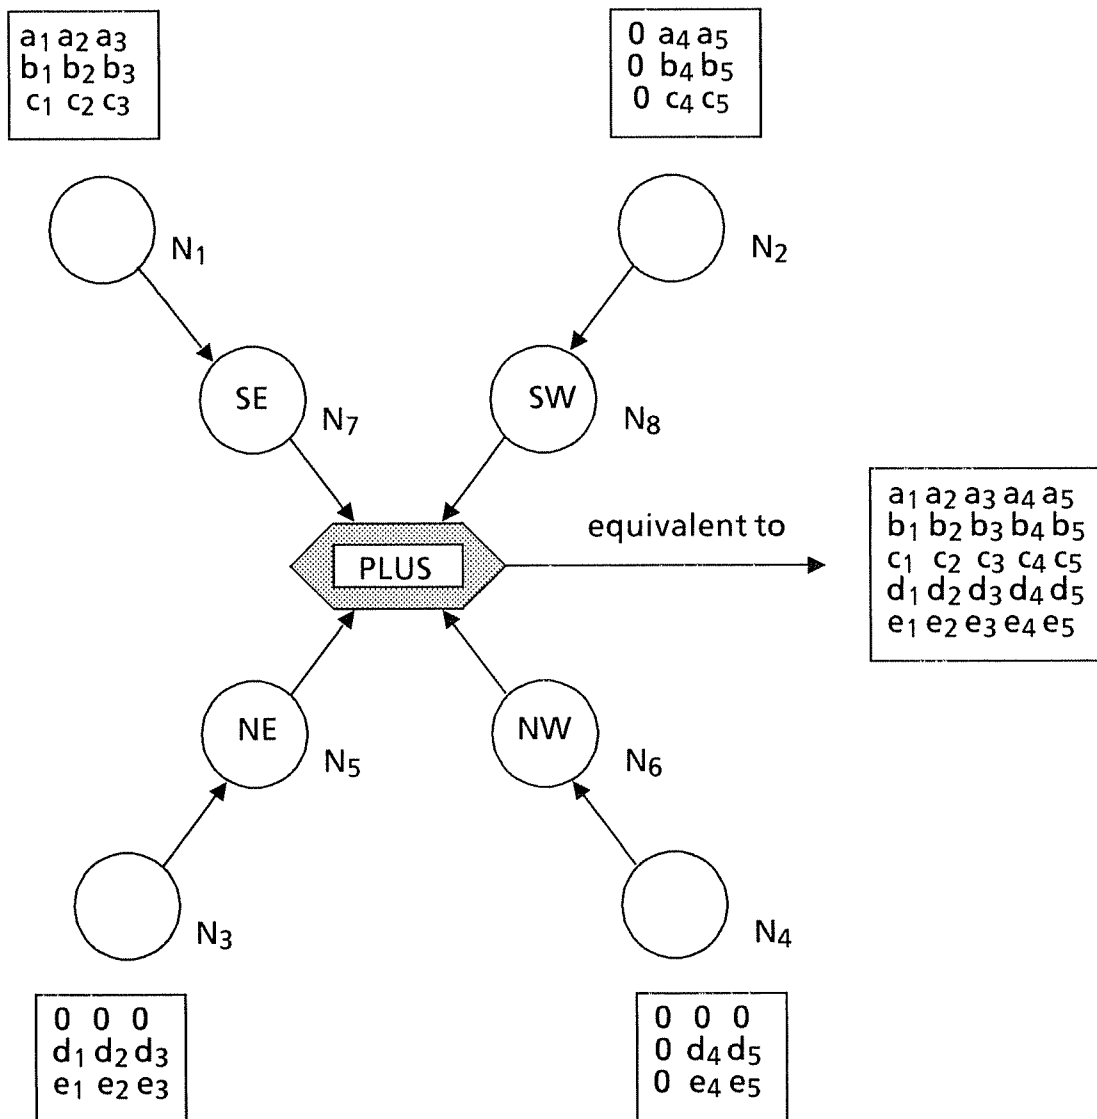 a₁ a₂ a₃
b₁ b₂ b₃
c₁ c₂ c₃
0 a₄ a₅
0 b₄ b₅
0 c₄ c₅
N₁
N₂
SE
N₇
SW
N₈
PLUS
equivalent to
a₁ a₂ a₃ a₄ a₅
b₁ b₂ b₃ b₄ b₅
c₁ c₂ c₃ c₄ c₅
d₁ d₂ d₃ d₄ d₅
e₁ e₂ e₃ e₄ e₅
NE
N₅
NW
N₆
N₃
N₄
0 0 0
d₁ d₂ d₃
e₁ e₂ e₃
0 0 0
0 d₄ d₅
0 e₄ e₅